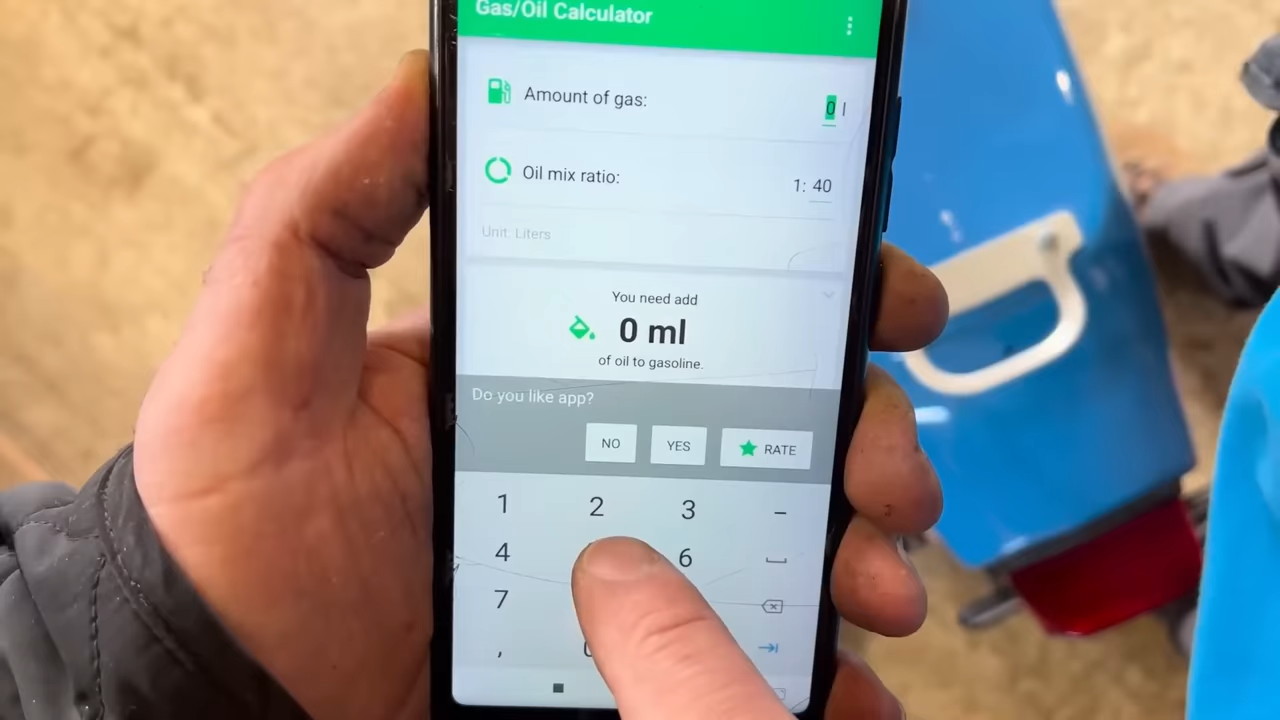 Gas/Oil Calculator
Amount of gas: 0 l
Oil mix ratio: 1: 40
Unit: Liters
You need add
0 ml
of oil to gasoline.
Do you like app?
NO YES RATE
1 2 3 –
4 6
7
,